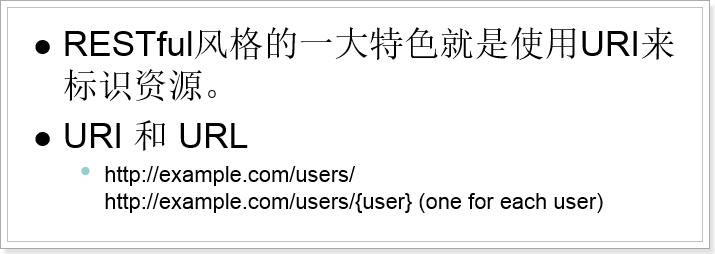 RESTful风格的一大特色就是使用URI来
标识资源。
URI 和 URL
http://example.com/users/
http://example.com/users/{user} (one for each user)